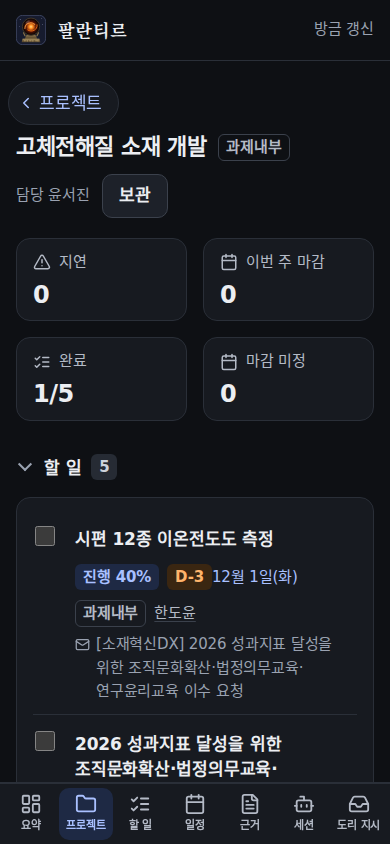 팔란티르
방금 갱신
프로젝트
고체전해질 소재 개발 과제내부
담당 윤서진 보관
지연
0
이번 주 마감
0
완료
1/5
마감 미정
0
할 일 5
시편 12종 이온전도도 측정
진행 40% D-3 12월 1일(화)
과제내부 한도윤
[소재혁신DX] 2026 성과지표 달성을
위한 조직문화확산·법정의무교육·
연구윤리교육 이수 요청
2026 성과지표 달성을 위한
조직문화확산·법정의무교육·
요약 프로젝트 할 일 일정 근거 세션 도리 지시